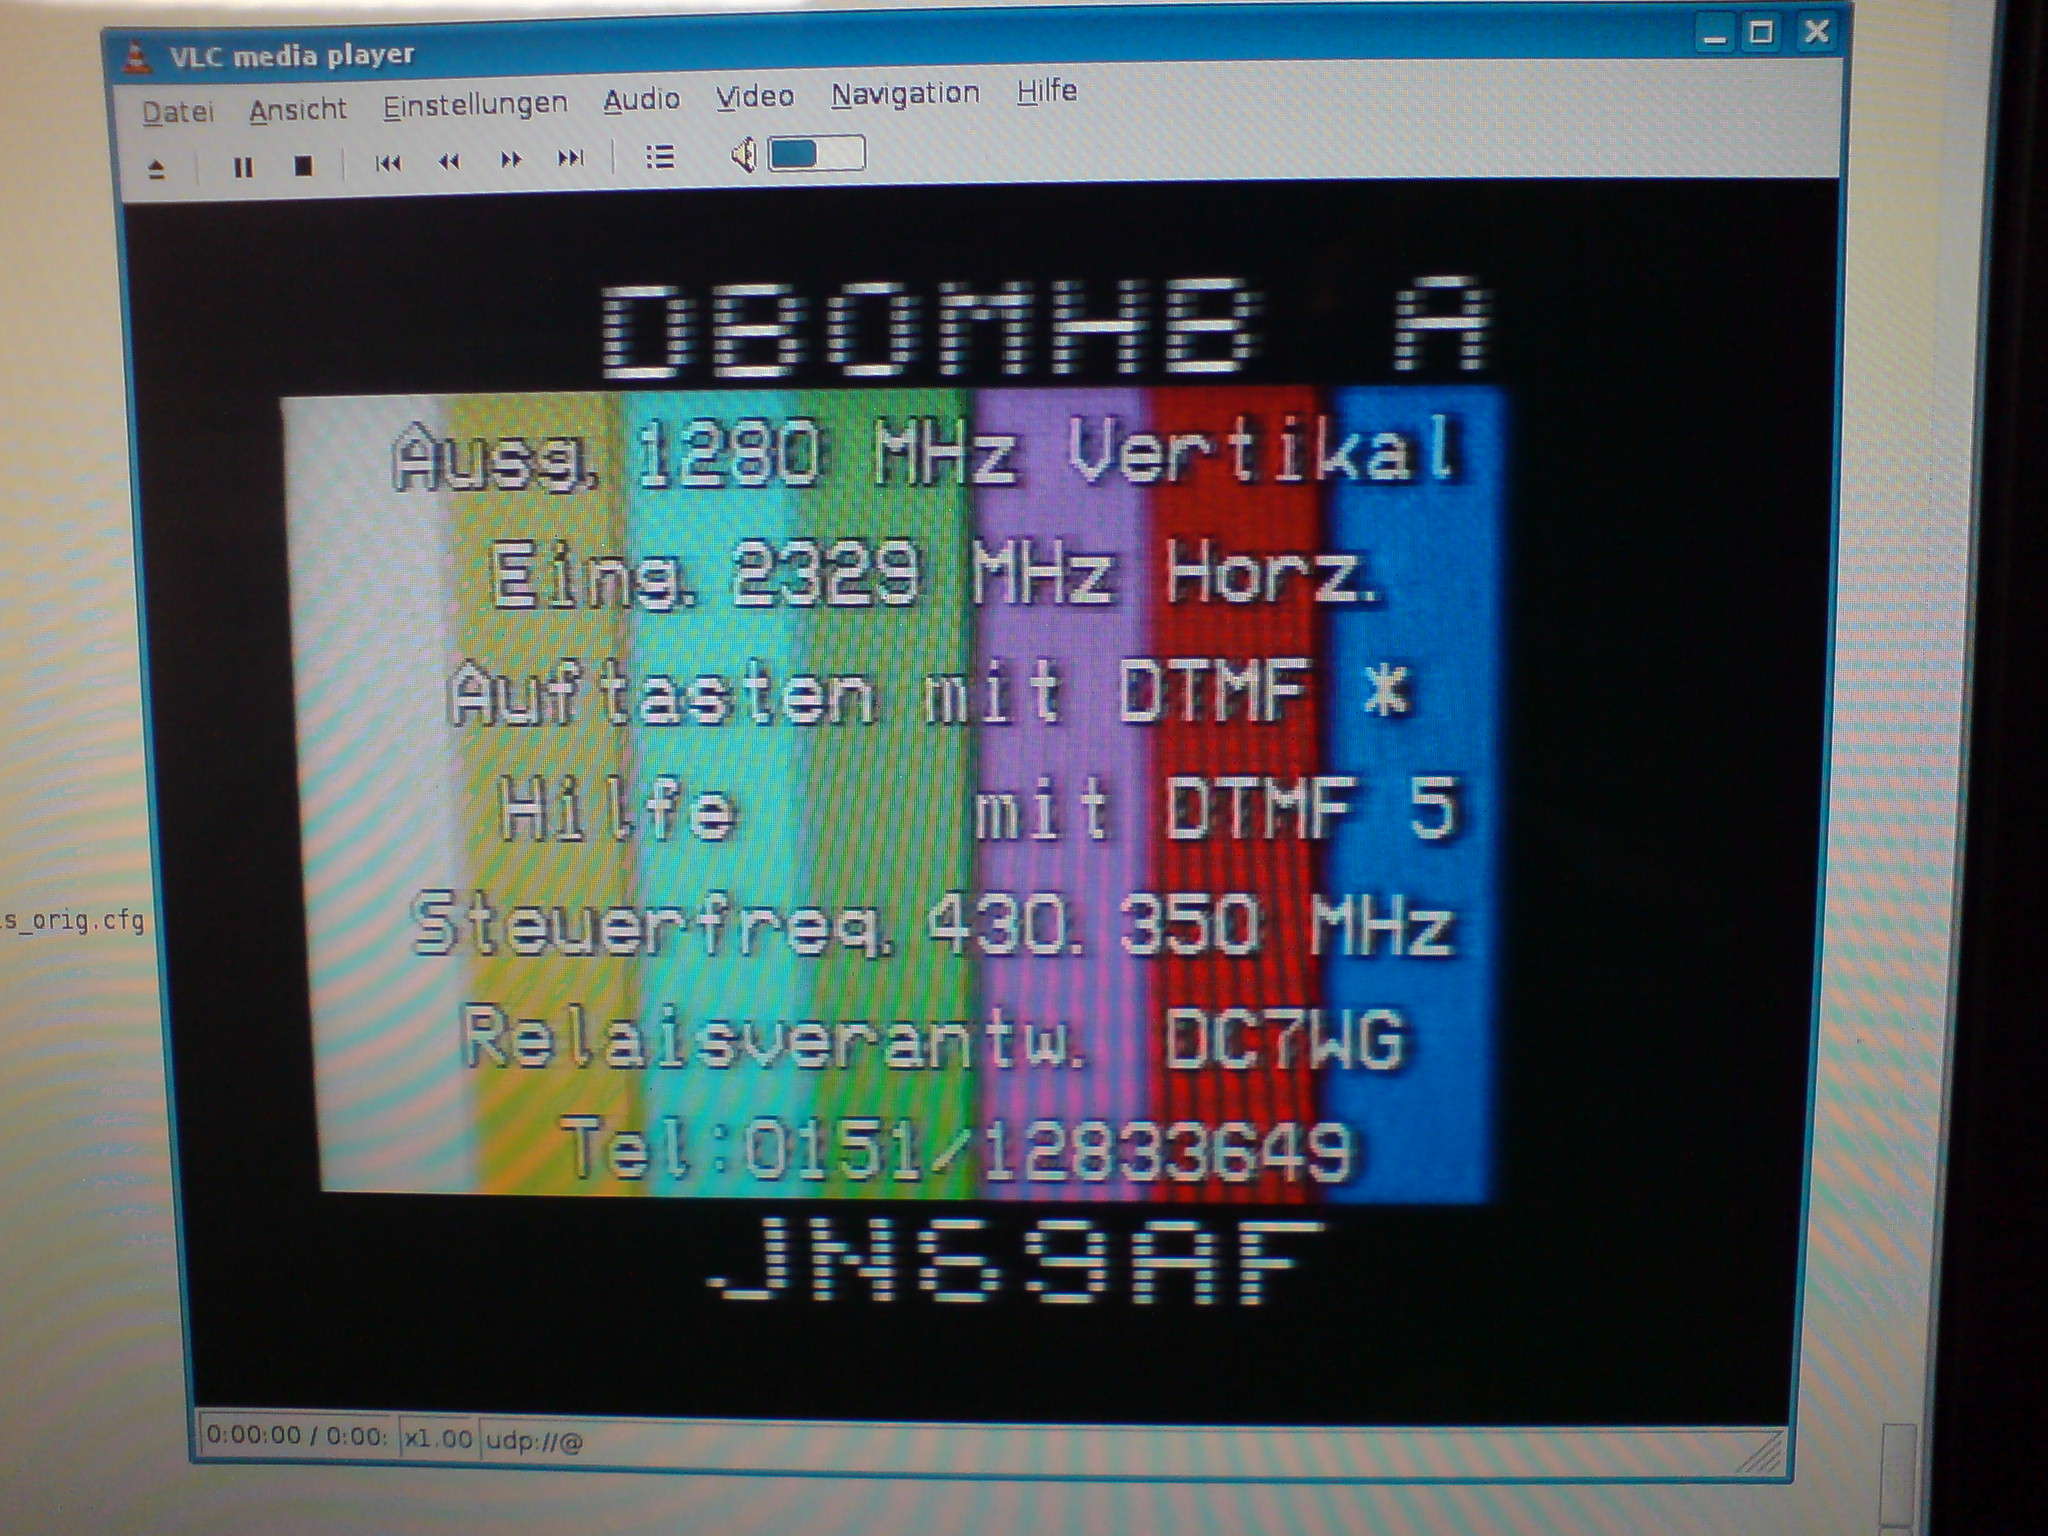 VLC media player
Datei Ansicht Einstellungen Audio Video Navigation Hilfe
DB0MHB A
Ausg. 1280 MHz Vertikal
Eing. 2329 MHz Horz.
Auftasten mit DTMF *
Hilfe mit DTMF 5
Steuerfreq. 430. 350 MHz
s_orig.cfg
Relaisverantw. DC7WG
Tel:0151/12833649
JN69AF
0:00:00 / 0:00: x1.00 udp://@